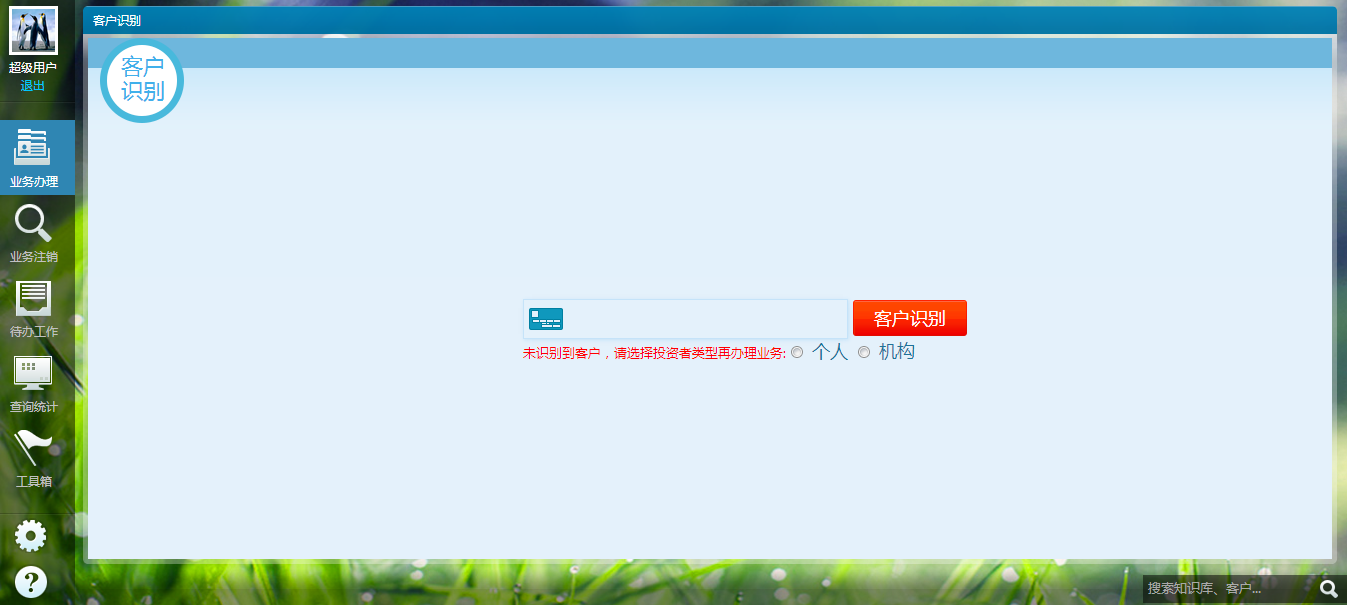 超级用户
退出
业务办理
业务注销
待办工作
查询统计
工具箱
?
客户识别
客户
识别
客户识别
未识别到客户，请选择投资者类型再办理业务: 个人 机构
搜索知识库、客户...